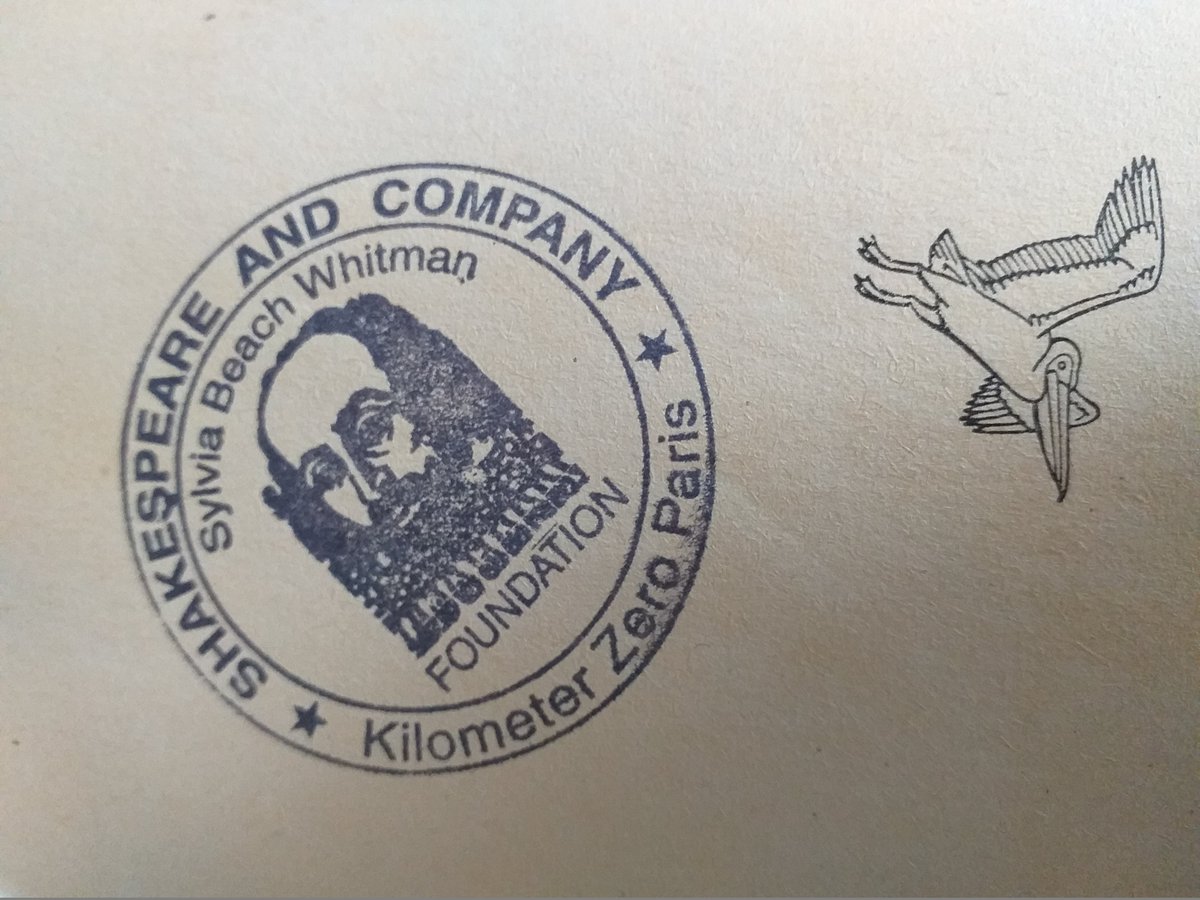 SHAKESPEARE AND COMPANY
Sylvia Beach Whitman
FOUNDATION
★ Kilometer Zero Paris ★